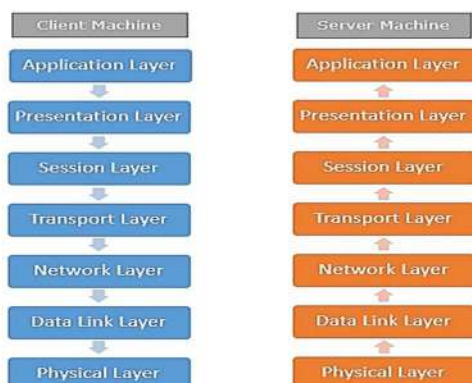 Client Machine
Application Layer
Presentation Layer
Session Layer
Transport Layer
Network Layer
Data Link Layer
Physical Layer
Server Machine
Application Layer
Presentation Layer
Session Layer
Transport Layer
Network Layer
Data Link Layer
Physical Layer